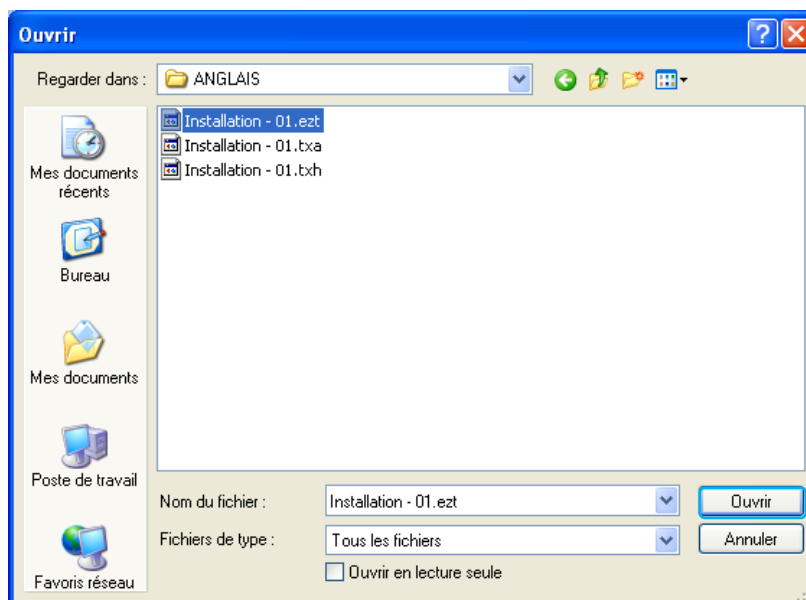 Ouvrir
Regarder dans :
ANGLAIS
Installation - 01.ezt
Installation - 01.txa
Installation - 01.txh
Mes documents
récents
Bureau
Mes documents
Poste de travail
Favoris réseau
Nom du fichier :
Installation - 01.ezt
Ouvrir
Fichiers de type :
Tous les fichiers
Annuler
Ouvrir en lecture seule